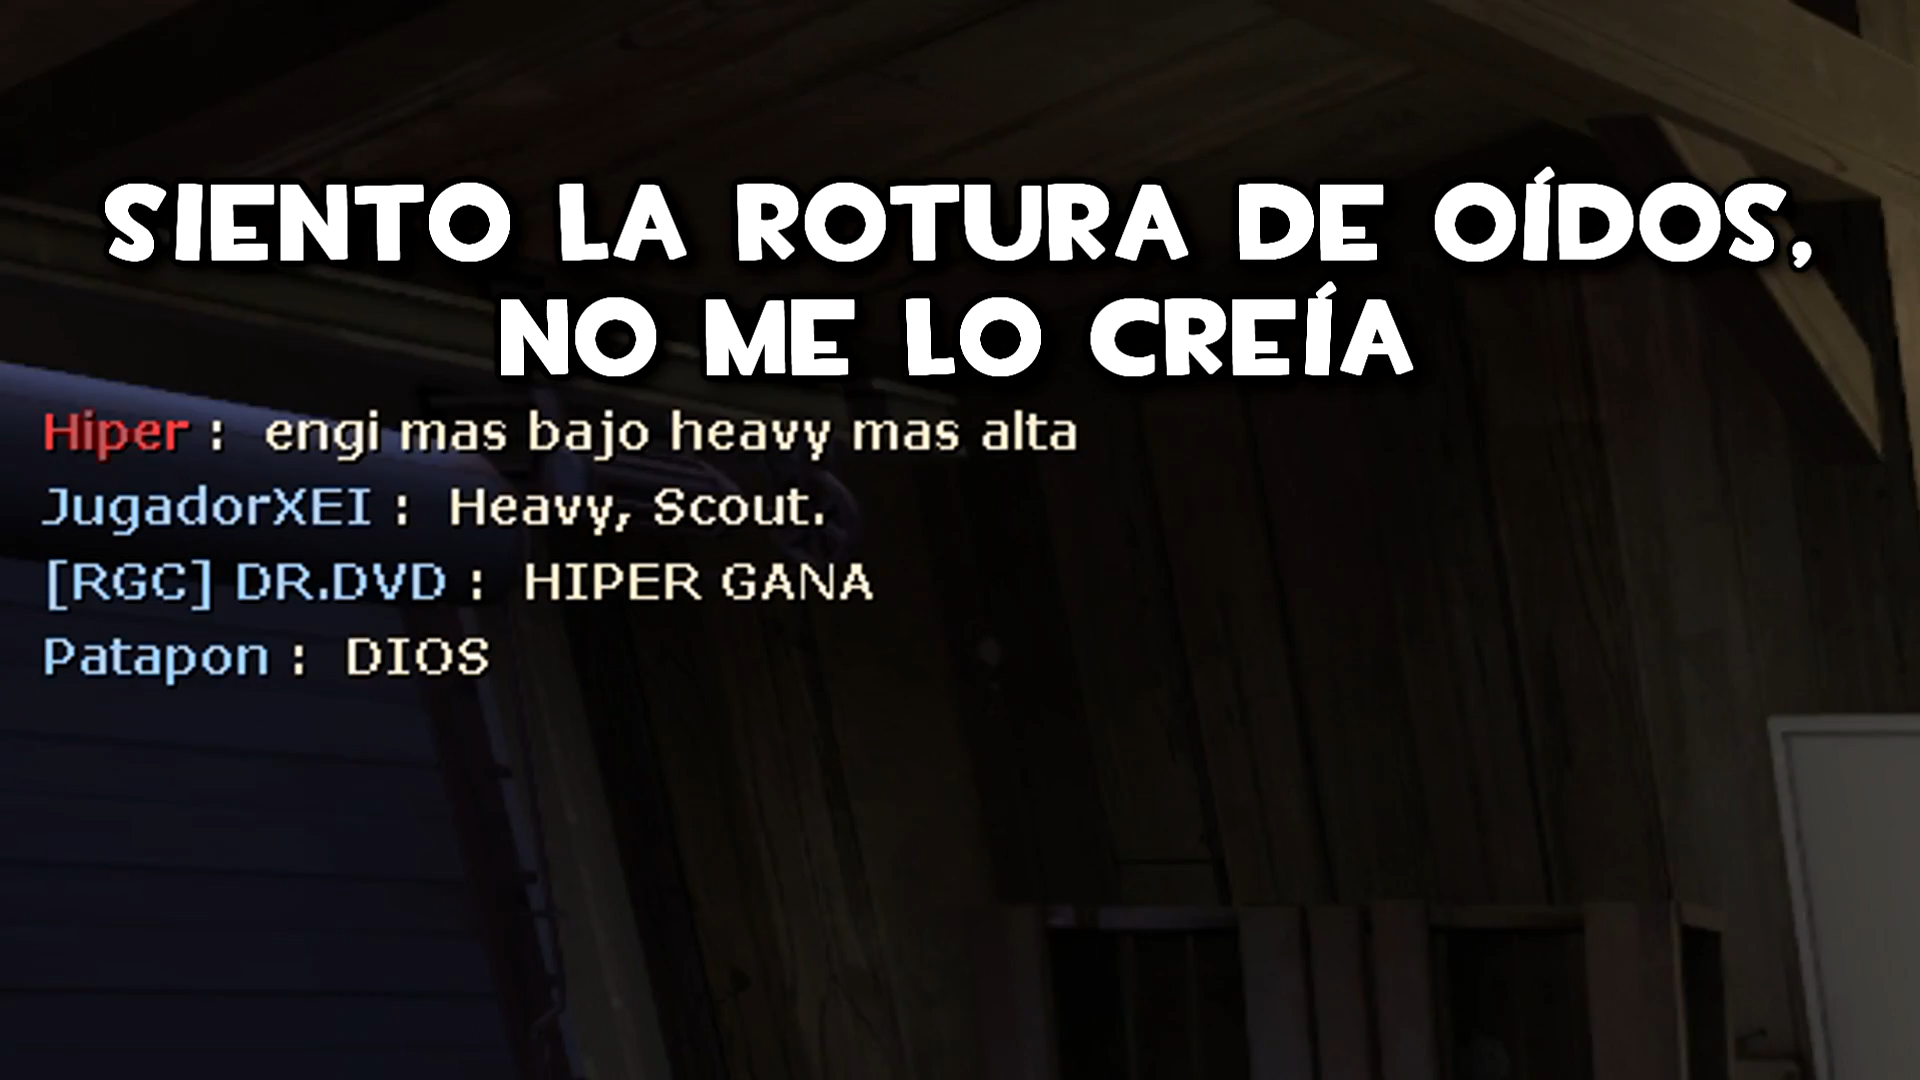 SIENTO LA ROTURA DE OÍDOS,
NO ME LO CREÍA
Hiper : engi mas bajo heavy mas alta
JugadorXEI : Heavy, Scout.
[RGC] DR.DVD : HIPER GANA
Patapon : DIOS